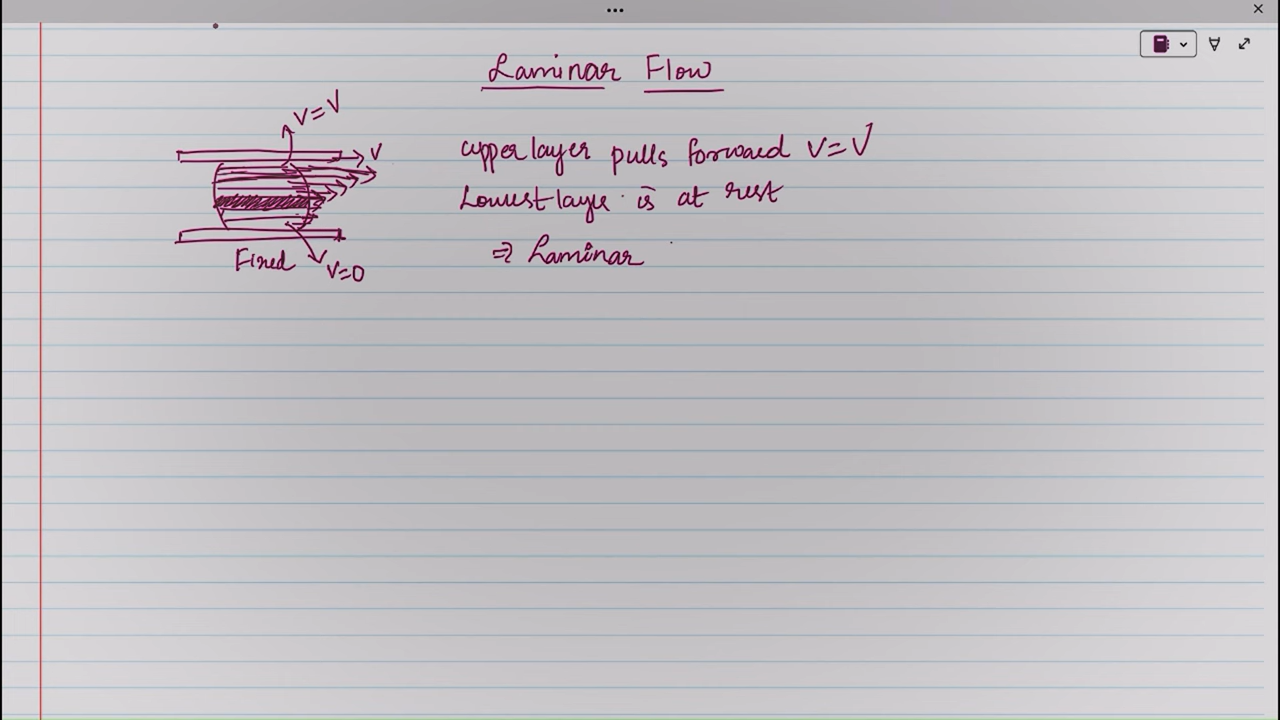 Laminar Flow
V=V
V
upper layer pulls forward V=V
Lowest layer is at rest
Fixed
V=0
⇒ Laminar